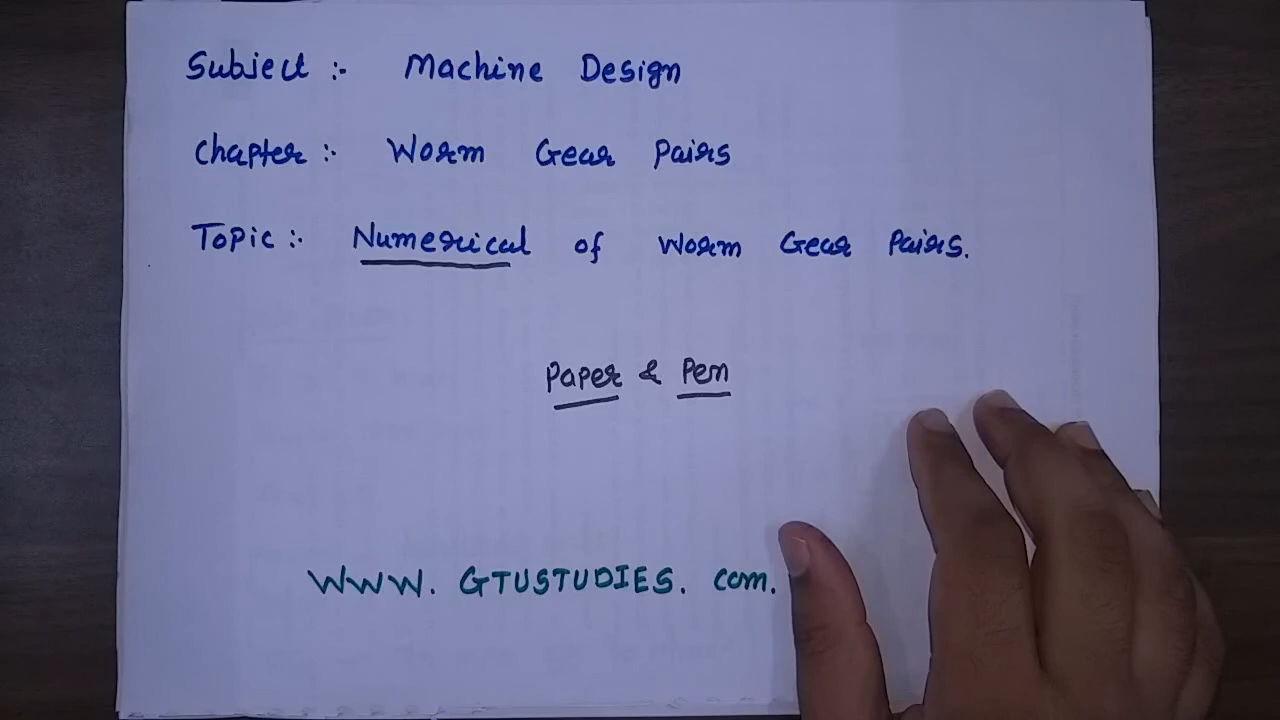 Subject :- Machine Design
Chapter :- Worm Gear Pairs
Topic :- Numerical of Worm Gear Pairs.
Paper & Pen
WWW. GTUSTUDIES. com.